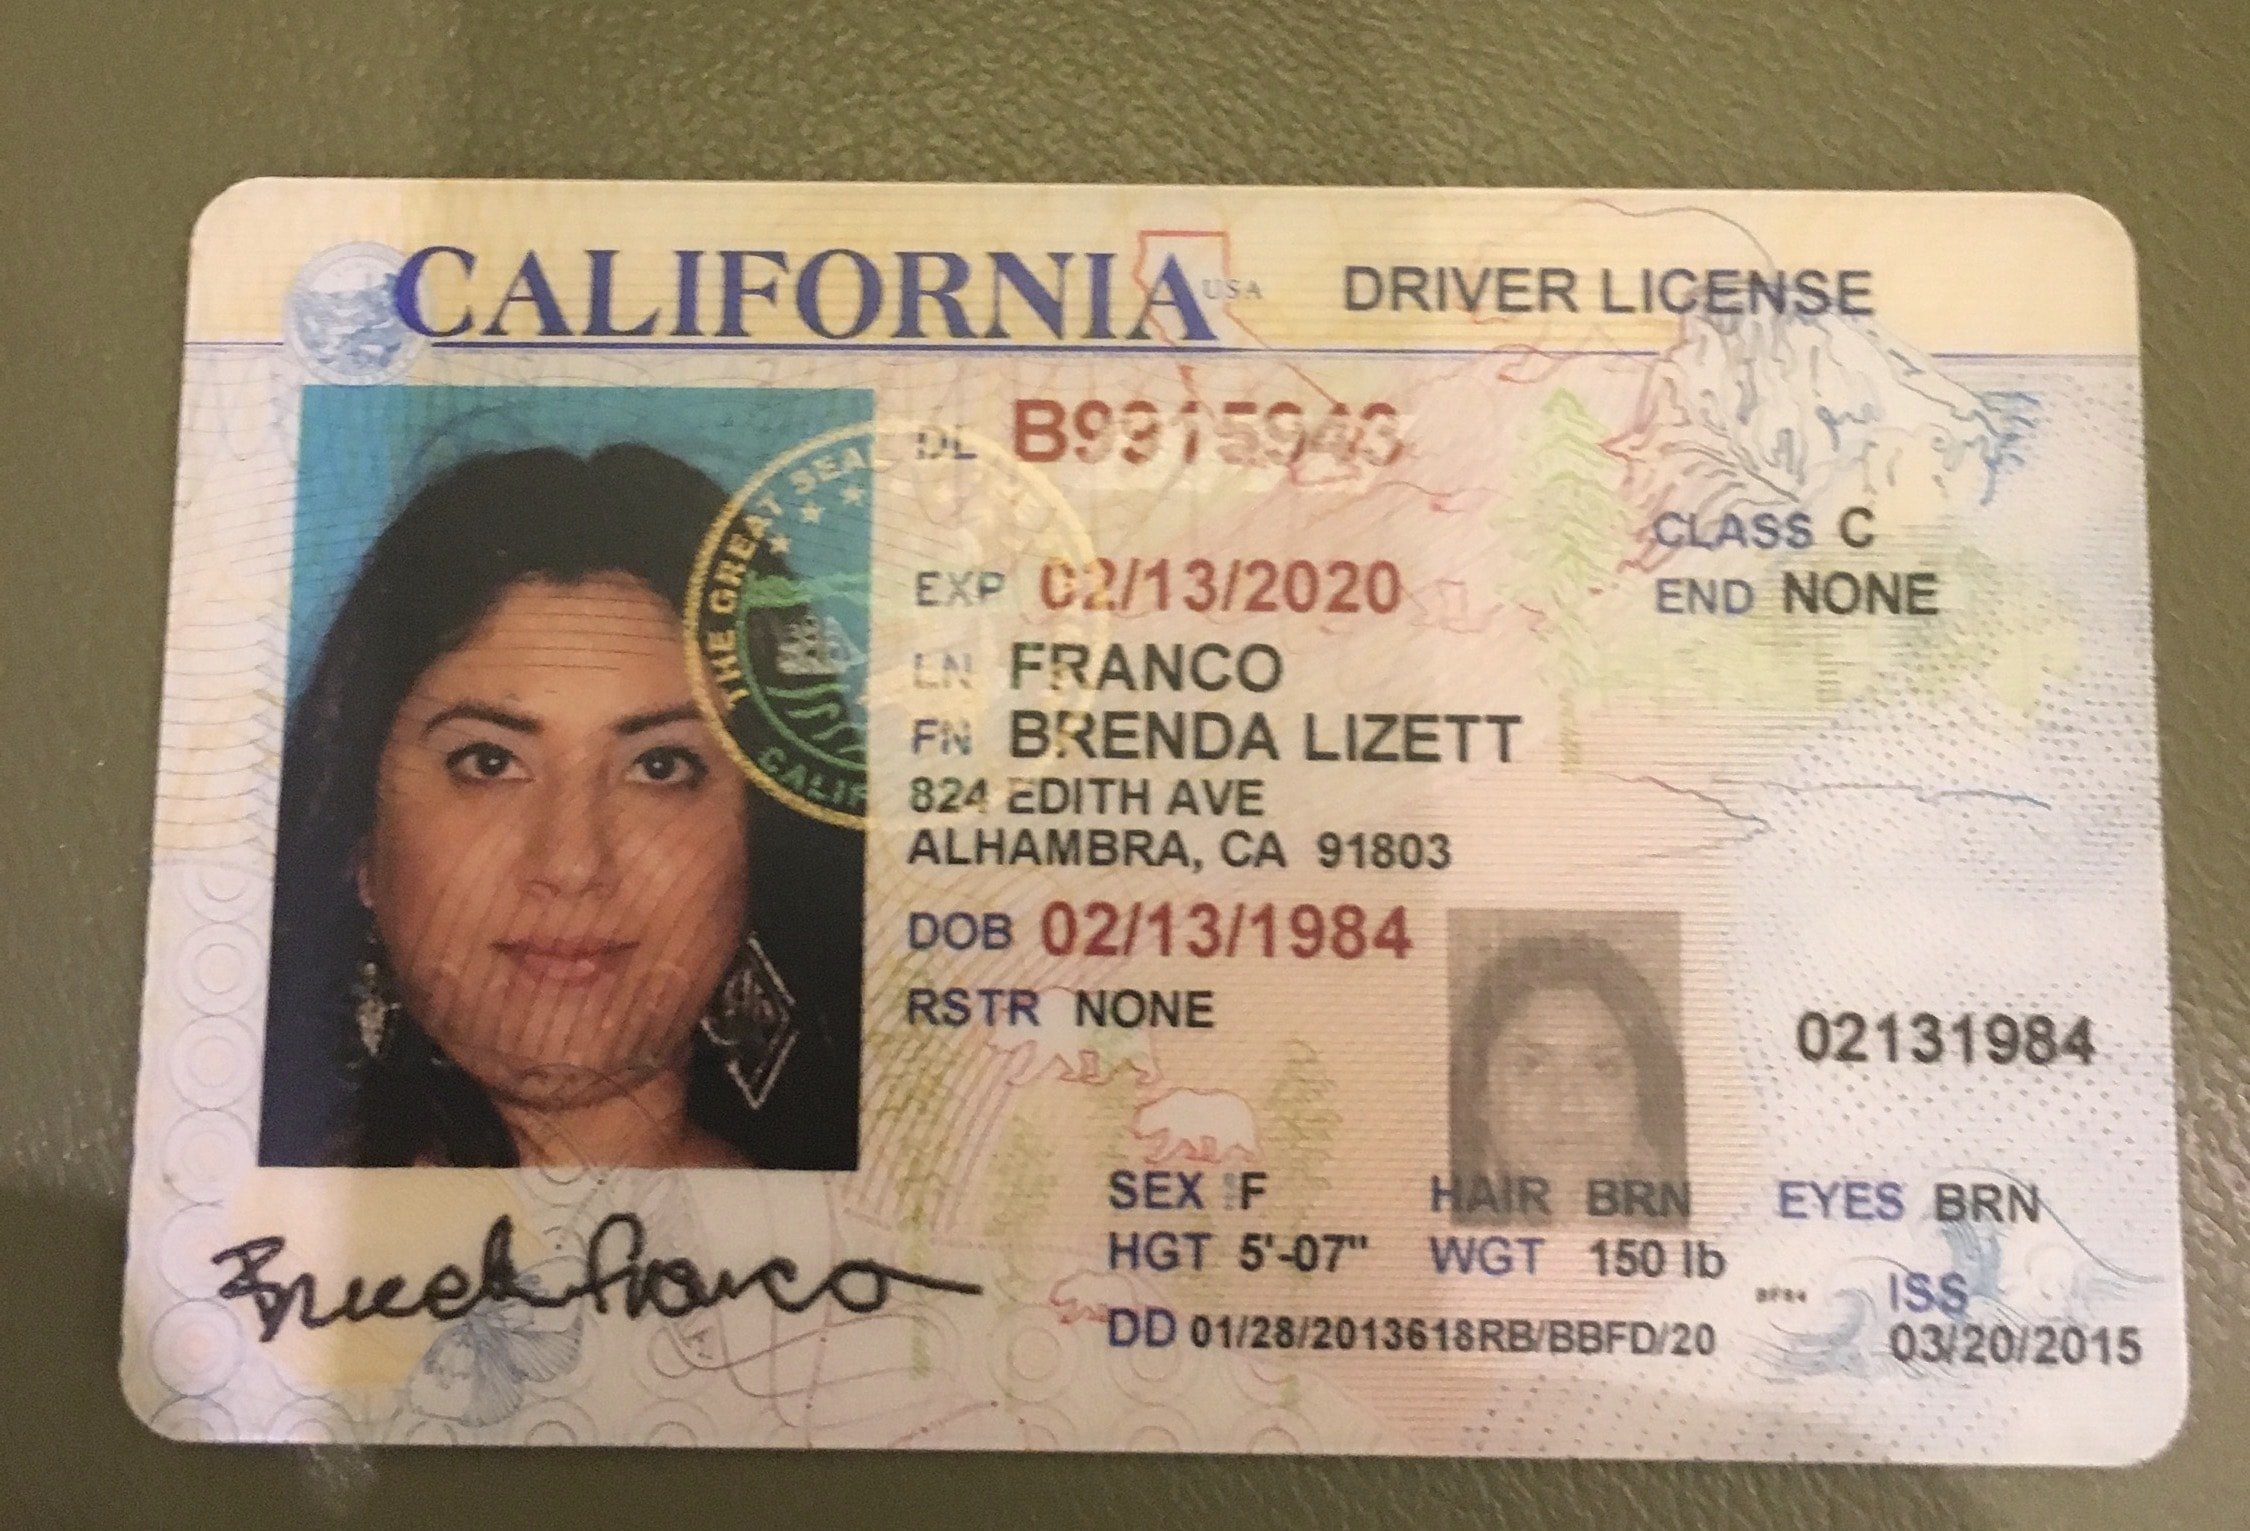 CALIFORNIA USA DRIVER LICENSE
DL B9915943
CLASS C
EXP 02/13/2020
END NONE
LN FRANCO
FN BRENDA LIZETT
824 EDITH AVE
ALHAMBRA, CA 91803
DOB 02/13/1984
RSTR NONE
02131984
SEX F HAIR BRN EYES BRN
HGT 5'-07" WGT 150 lb
ISS
DD 01/28/2013618RB/BBFD/20 03/20/2015
THE GREAT SEAL
CALIF
Brenda Franco